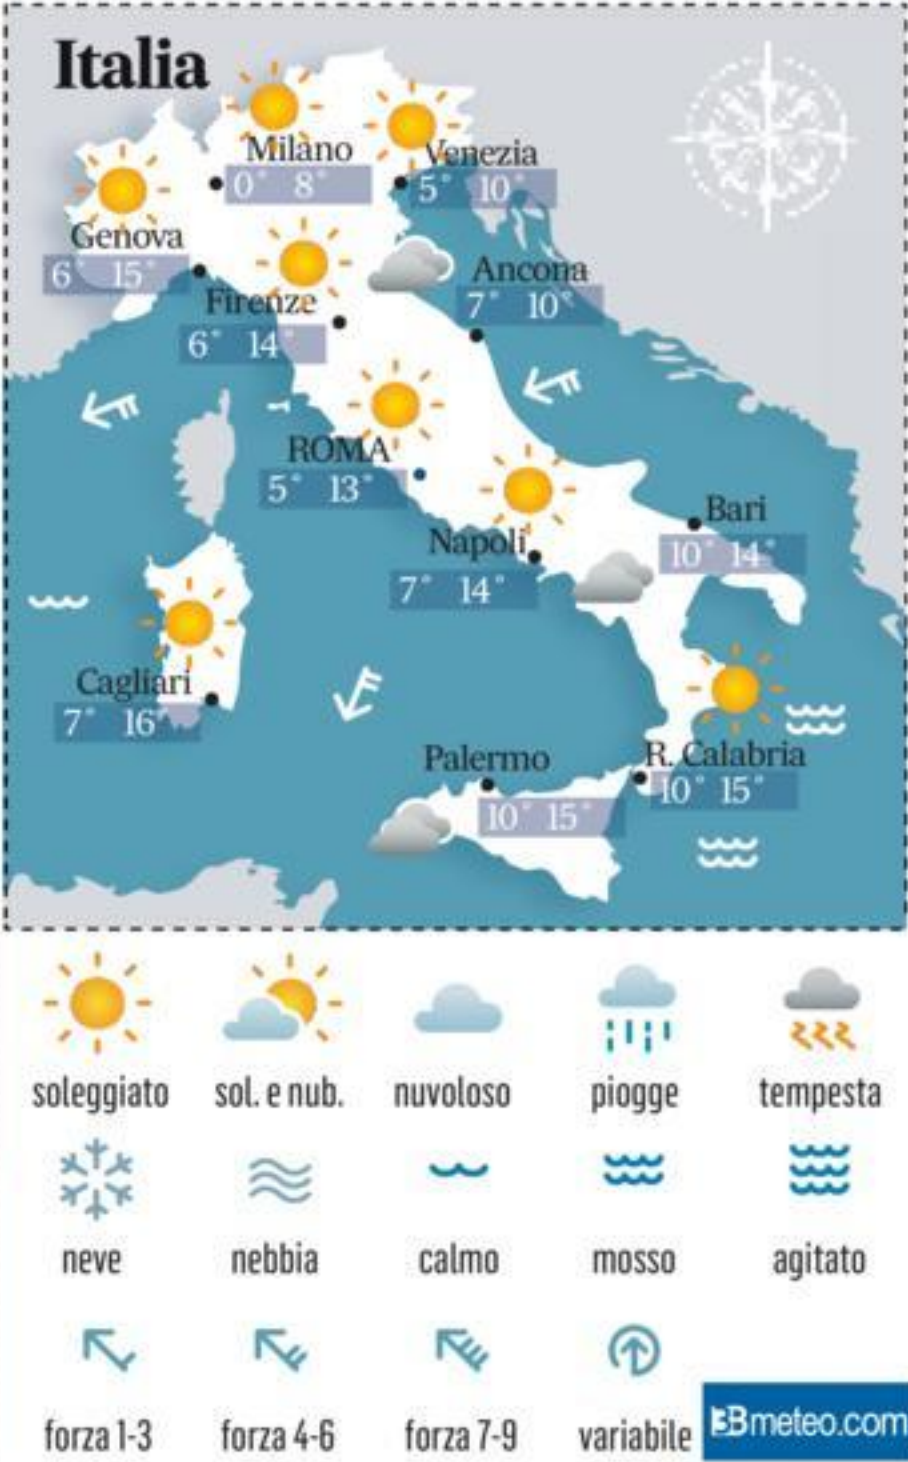 Italia
Milano
0° 8°
Venezia
5° 10°
Genova
6° 15°
Firenze
6° 14°
Ancona
7° 10°
ROMA
5° 13°
Napoli
7° 14°
Bari
10° 14°
Cagliari
7° 16°
Palermo
10° 15°
R. Calabria
10° 15°
soleggiato sol. e nub. nuvoloso piogge tempesta
neve nebbia calmo mosso agitato
forza 1-3 forza 4-6 forza 7-9 variabile
3Bmeteo.com